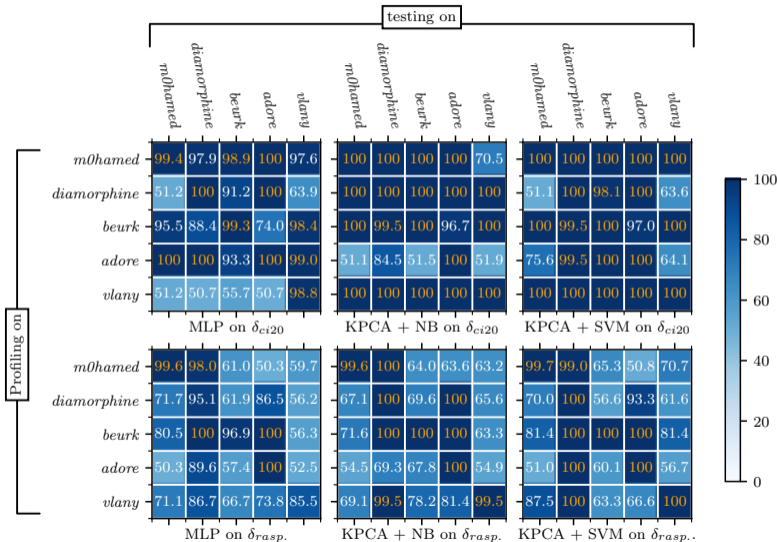 testing on
m0hamed diamorphine beurk adore vlany m0hamed diamorphine beurk adore vlany m0hamed diamorphine beurk adore vlany
Profiling on
m0hamed 99.4 97.9 98.9 100 97.6 100 100 100 100 70.5 100 100 100 100 100
diamorphine 51.2 100 91.2 100 63.9 100 100 100 100 100 51.1 100 98.1 100 63.6
beurk 95.5 88.4 99.3 74.0 98.4 100 99.5 100 96.7 100 100 99.5 100 97.0 100
adore 100 100 93.3 100 99.0 51.1 84.5 51.5 100 51.9 75.6 99.5 100 100 64.1
vlany 51.2 50.7 55.7 50.7 98.8 100 100 100 100 100 100 100 100 100 100
MLP on δci20 KPCA + NB on δci20 KPCA + SVM on δci20
m0hamed 99.6 98.0 61.0 50.3 59.7 99.6 100 64.0 63.6 63.2 99.7 99.0 65.3 50.8 70.7
diamorphine 71.7 95.1 61.9 86.5 56.2 67.1 100 69.6 100 65.6 70.0 100 56.6 93.3 61.6
beurk 80.5 100 96.9 100 56.3 71.6 100 100 100 63.3 81.4 100 100 100 81.4
adore 50.3 89.6 57.4 100 52.5 54.5 69.3 67.8 100 54.9 51.0 100 60.1 100 56.7
vlany 71.1 86.7 66.7 73.8 85.5 69.1 99.5 78.2 81.4 99.5 87.5 100 63.3 66.6 100
MLP on δrasp. KPCA + NB on δrasp. KPCA + SVM on δrasp..
100
80
60
40
20
0